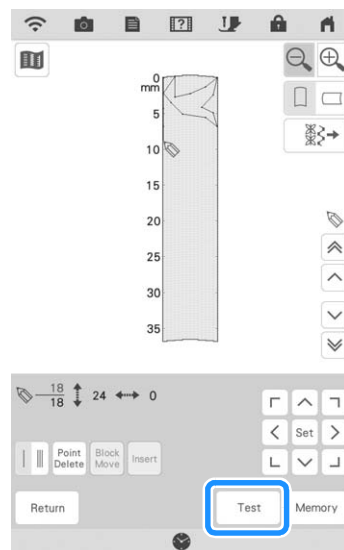 0
mm
5
10
15
20
25
30
35
18
18
24
0
Set
Point
Delete
Block
Move
Insert
Return
Test
Memory